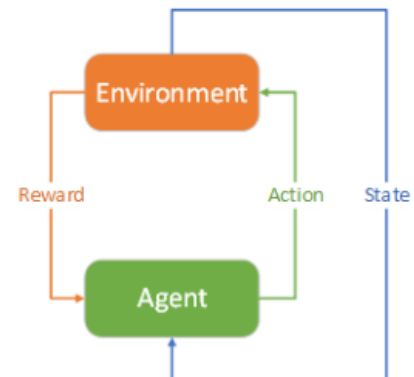 Environment
Reward
Action
State
Agent